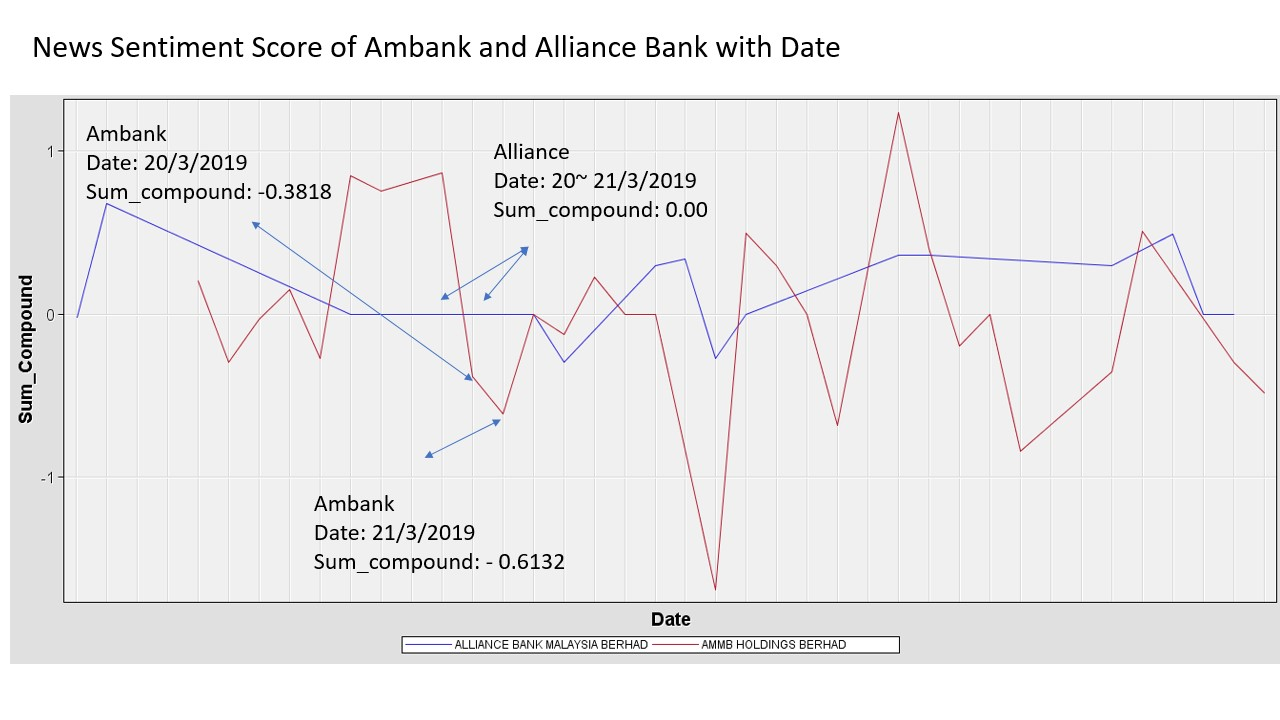 News Sentiment Score of Ambank and Alliance Bank with Date
Ambank
Date: 20/3/2019
Sum_compound: -0.3818
Alliance
Date: 20~ 21/3/2019
Sum_compound: 0.00
1
0
-1
Sum_Compound
Ambank
Date: 21/3/2019
Sum_compound: - 0.6132
Date
ALLIANCE BANK MALAYSIA BERHAD
AMMB HOLDINGS BERHAD